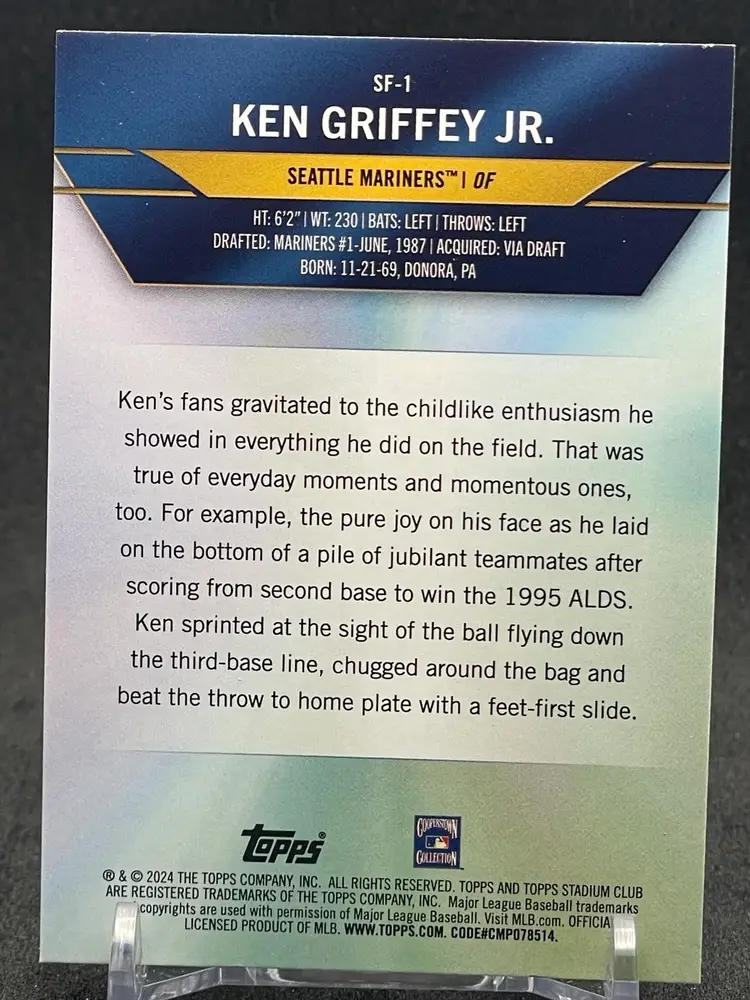 SF-1
KEN GRIFFEY JR.
SEATTLE MARINERS™ | OF
HT: 6'2" | WT: 230 | BATS: LEFT | THROWS: LEFT
DRAFTED: MARINERS #1-JUNE, 1987 | ACQUIRED: VIA DRAFT
BORN: 11-21-69, DONORA, PA
Ken's fans gravitated to the childlike enthusiasm he
showed in everything he did on the field. That was
true of everyday moments and momentous ones,
too. For example, the pure joy on his face as he laid
on the bottom of a pile of jubilant teammates after
scoring from second base to win the 1995 ALDS.
Ken sprinted at the sight of the ball flying down
the third-base line, chugged around the bag and
beat the throw to home plate with a feet-first slide.
Topps®
COOPERSTOWN
COLLECTION
® & © 2024 THE TOPPS COMPANY, INC. ALL RIGHTS RESERVED. TOPPS AND TOPPS STADIUM CLUB
ARE REGISTERED TRADEMARKS OF THE TOPPS COMPANY, INC. Major League Baseball trademarks
copyrights are used with permission of Major League Baseball. Visit MLB.com. OFFICIAL
LICENSED PRODUCT OF MLB. WWW.TOPPS.COM. CODE#CMP078514.